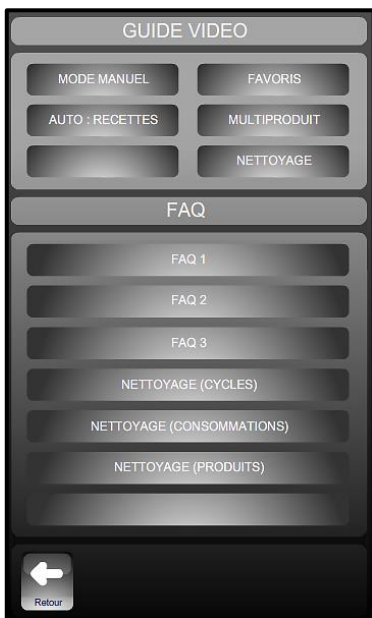 GUIDE VIDEO
MODE MANUEL
FAVORIS
AUTO : RECETTES
MULTIPRODUIT
NETTOYAGE
FAQ
FAQ 1
FAQ 2
FAQ 3
NETTOYAGE (CYCLES)
NETTOYAGE (CONSOMMATIONS)
NETTOYAGE (PRODUITS)
Retour